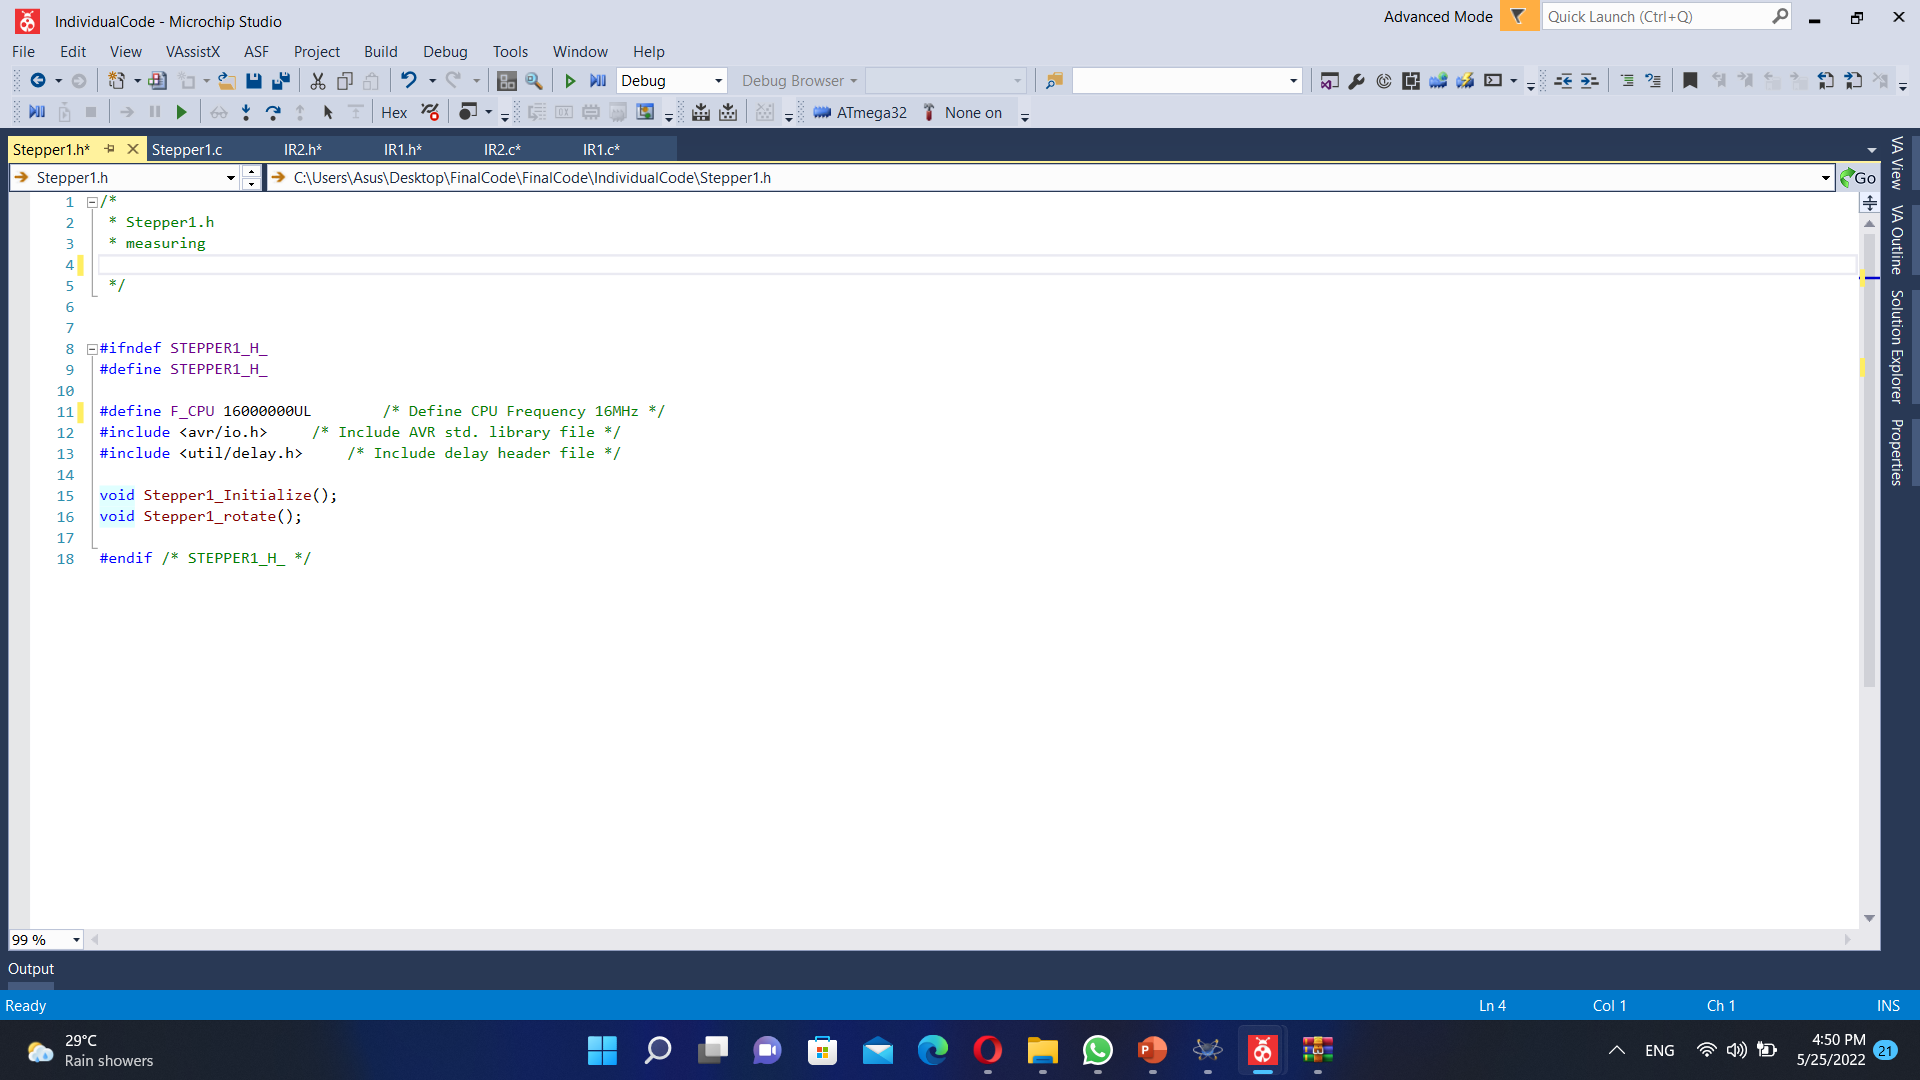 IndividualCode - Microchip Studio
Advanced Mode
Quick Launch (Ctrl+Q)
File Edit View VAssistX ASF Project Build Debug Tools Window Help
Debug Debug Browser
Hex ATmega32 None on
Stepper1.h* Stepper1.c IR2.h* IR1.h* IR2.c* IR1.c*
Stepper1.h C:\Users\Asus\Desktop\FinalCode\FinalCode\IndividualCode\Stepper1.h Go
1 /*
2  * Stepper1.h
3  * measuring
4
5  */
6
7
8 #ifndef STEPPER1_H_
9 #define STEPPER1_H_
10
11 #define F_CPU 16000000UL        /* Define CPU Frequency 16MHz */
12 #include <avr/io.h>     /* Include AVR std. library file */
13 #include <util/delay.h>     /* Include delay header file */
14
15 void Stepper1_Initialize();
16 void Stepper1_rotate();
17
18 #endif /* STEPPER1_H_ */
VA View
VA Outline
Solution Explorer
Properties
99 %
Output
Ready Ln 4 Col 1 Ch 1 INS
29°C
Rain showers
ENG
4:50 PM
5/25/2022
21